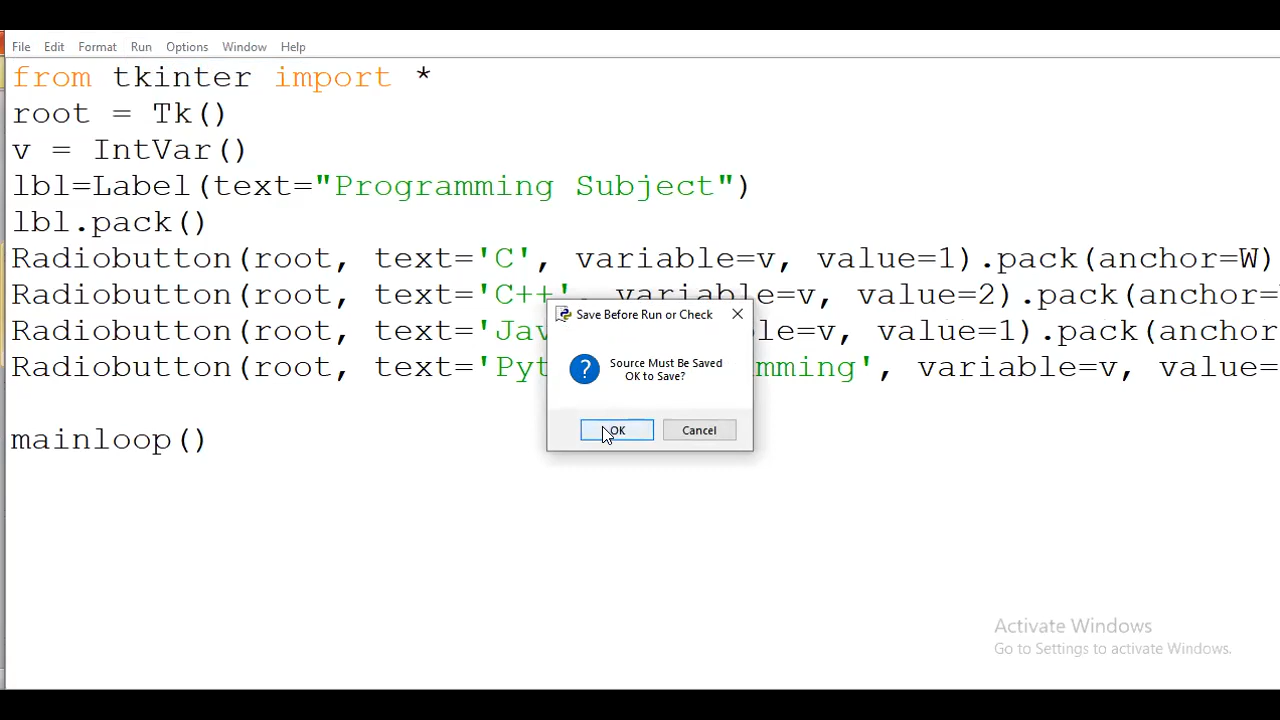 File Edit Format Run Options Window Help
from tkinter import *
root = Tk()
v = IntVar()
lbl=Label(text="Programming Subject")
lbl.pack()
Radiobutton(root, text='C', variable=v, value=1).pack(anchor=W)
Radiobutton(root, text='C++', variable=v, value=2).pack(anchor=
Radiobutton(root, text='Jav le=v, value=1).pack(anchor
Radiobutton(root, text='Pyt mming', variable=v, value=
mainloop()
Save Before Run or Check
Source Must Be Saved
OK to Save?
OK Cancel
Activate Windows
Go to Settings to activate Windows.